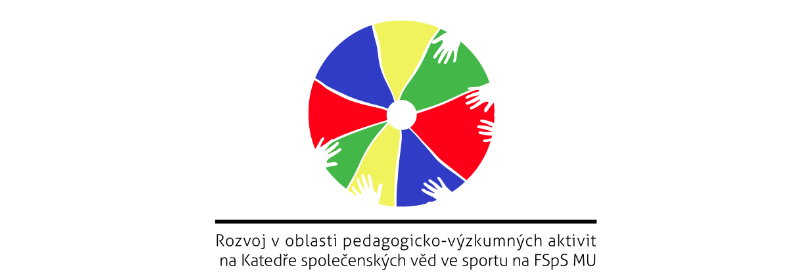 Rozvoj v oblasti pedagogicko-výzkumných aktivit
na Katedře společenských věd ve sportu na FSpS MU